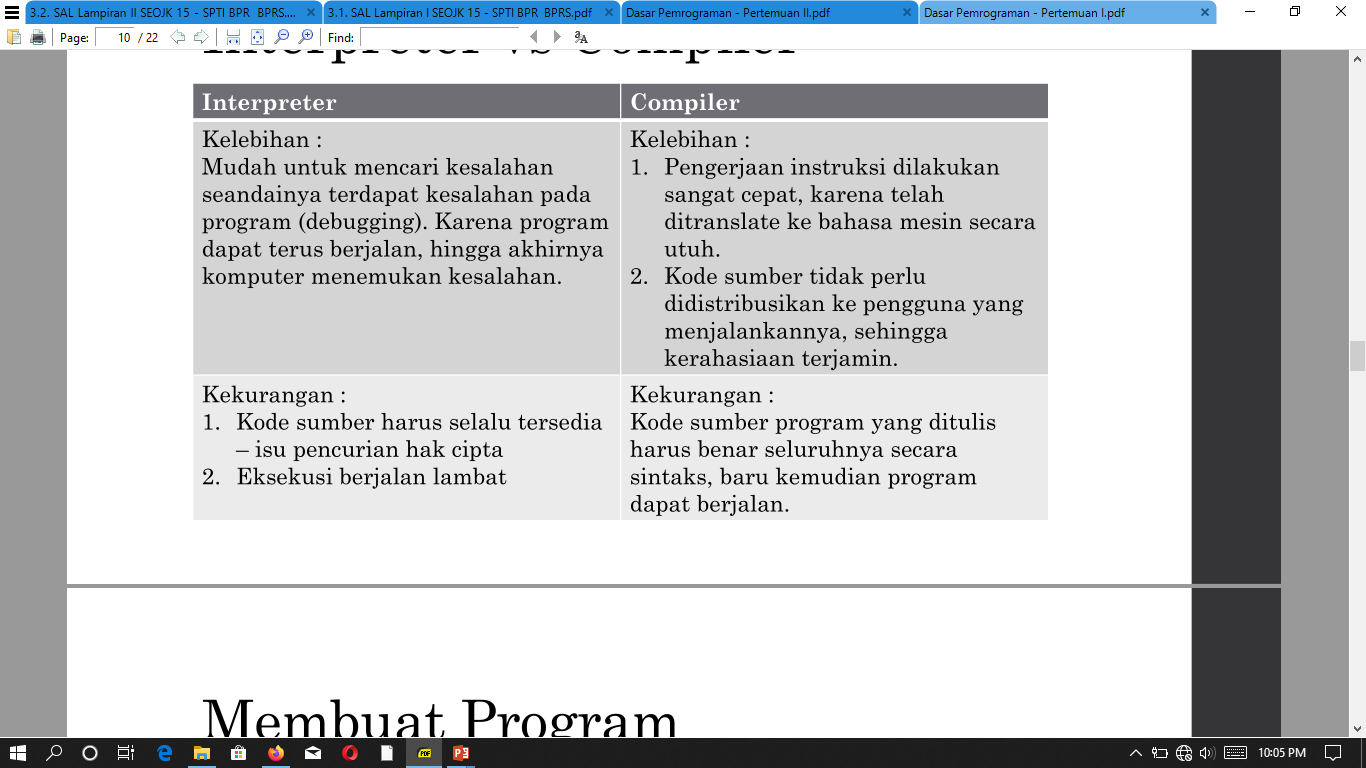 3.2. SAL Lampiran II SEOJK 15 - SPTI BPR  BPRS....
3.1. SAL Lampiran I SEOJK 15 - SPTI BPR  BPRS.pdf
Dasar Pemrograman - Pertemuan II.pdf
Dasar Pemrograman - Pertemuan I.pdf
Page: 10 / 22 Find:
Interpreter vs Compiler
Interpreter
Kelebihan :
Mudah untuk mencari kesalahan
seandainya terdapat kesalahan pada
program (debugging). Karena program
dapat terus berjalan, hingga akhirnya
komputer menemukan kesalahan.
Compiler
Kelebihan :
1. Pengerjaan instruksi dilakukan
sangat cepat, karena telah
ditranslate ke bahasa mesin secara
utuh.
2. Kode sumber tidak perlu
didistribusikan ke pengguna yang
menjalankannya, sehingga
kerahasiaan terjamin.
Kekurangan :
1. Kode sumber harus selalu tersedia
– isu pencurian hak cipta
2. Eksekusi berjalan lambat
Kekurangan :
Kode sumber program yang ditulis
harus benar seluruhnya secara
sintaks, baru kemudian program
dapat berjalan.
Membuat Program
10:05 PM